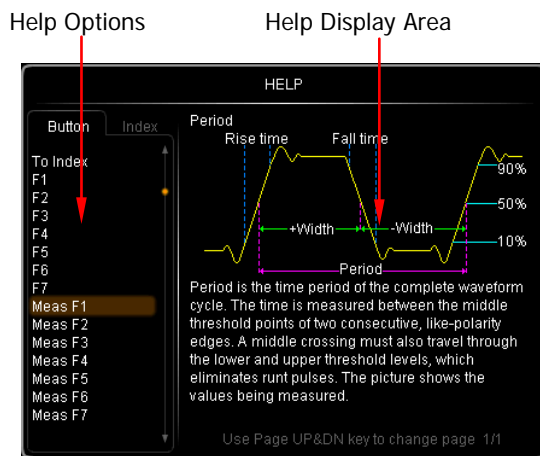 Help Options
Help Display Area
HELP
Button
Index
To Index
F1
F2
F3
F4
F5
F6
F7
Meas F1
Meas F2
Meas F3
Meas F4
Meas F5
Meas F6
Meas F7
Period
Rise time
Fall time
90%
50%
10%
+Width
-Width
Period
Period is the time period of the complete waveform
cycle. The time is measured between the middle
threshold points of two consecutive, like-polarity
edges. A middle crossing must also travel through
the lower and upper threshold levels, which
eliminates runt pulses. The picture shows the
values being measured.
Use Page UP&DN key to change page 1/1